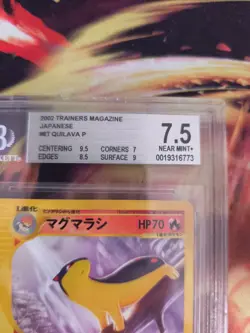 2002 TRAINERS MAGAZINE
JAPANESE
#ET QUILAVA P
7.5
NEAR MINT+
CENTERING 9.5 CORNERS 7
EDGES 8.5 SURFACE 9
0019316773
1進化
マグマラシ HP70